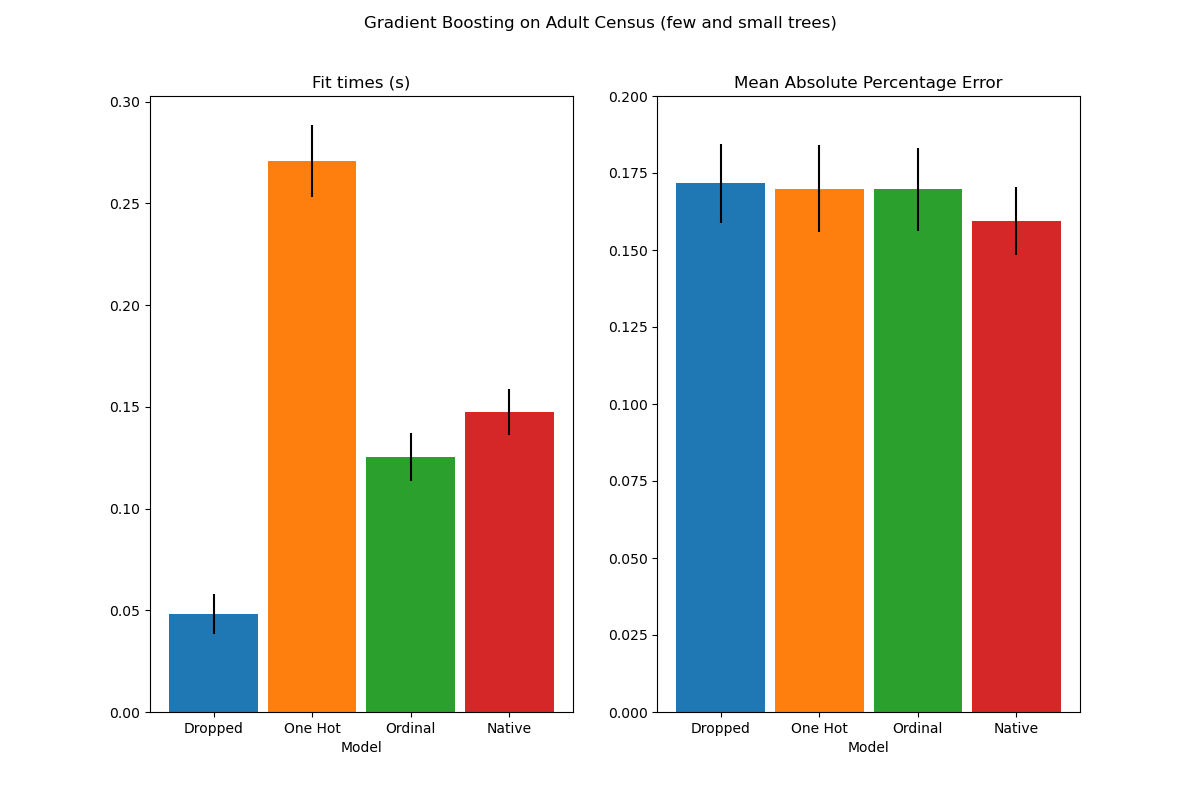 Gradient Boosting on Adult Census (few and small trees)
Fit times (s)
0.30
0.25
0.20
0.15
0.10
0.05
0.00
Dropped One Hot Ordinal Native
Model
Mean Absolute Percentage Error
0.200
0.175
0.150
0.125
0.100
0.075
0.050
0.025
0.000
Dropped One Hot Ordinal Native
Model